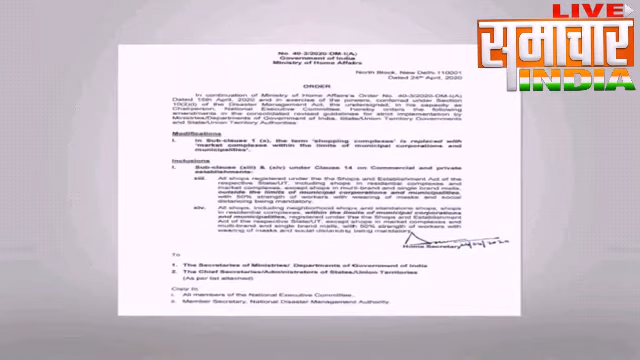 LIVE
समाचार
INDIA
No. 40-3/2020-DM-I(A)
Government of India
Ministry of Home Affairs
North Block, New Delhi 110001
Dated 24th April, 2020
ORDER
In continuation of Ministry of Home Affairs's Order No. 40-3/2020-DM-I(A)
Dated 15th April, 2020 and in exercise of the powers, conferred under Section
10(2)(l) of the Disaster Management Act, the undersigned, in his capacity as
Chairperson, National Executive Committee hereby orders the following
amendments in the consolidated revised guidelines for strict implementation by
Ministries/Departments of Government of India, State/Union Territory Governments
and State/Union Territory Authorities:
Modifications
i. In Sub-clause 1 (x), the term 'shopping complexes' is replaced with
'market complexes within the limits of municipal corporations and
municipalities'.
Inclusions
i. Sub-clause (xiii) & (xiv) under Clause 14 on Commercial and private
establishments:
xiii. All shops registered under the the Shops and Establishment Act of the
respective State/UT, including shops in residential complexes and
market complexes, except shops in multi-brand and single brand malls,
outside the limits of municipal corporations and municipalities,
with 50% strength of workers with wearing of masks and social
distancing being mandatory.
xiv. All shops, including neighborhood shops and standalone shops, shops
in residential complexes, within the limits of municipal corporations
and municipalities, registered under the the Shops and Establishment
Act of the respective State/UT, except shops in market complexes and
multi-brand and single brand malls, with 50% strength of workers with
wearing of masks and social distancing being mandatory.
Home Secretary
To
1. The Secretaries of Ministries/ Departments of Government of India
2. The Chief Secretaries/Administrators of States/Union Territories
(As per list attached)
Copy to
i. All members of the National Executive Committee.
ii. Member Secretary, National Disaster Management Authority.